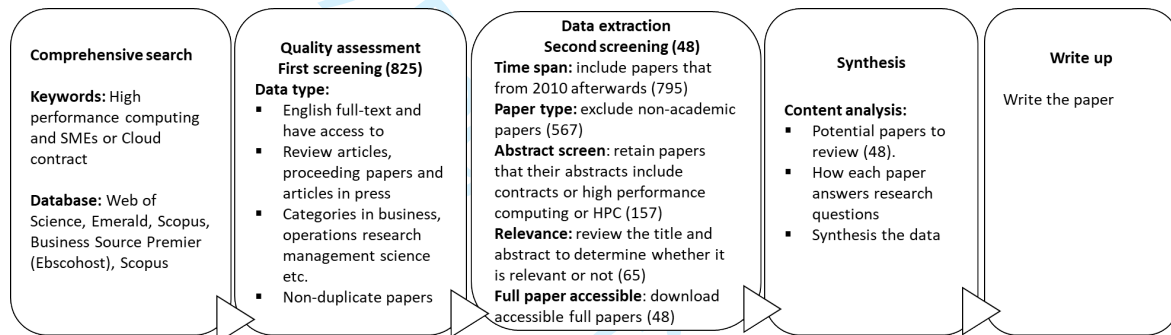 Comprehensive search
Keywords: High
performance computing
and SMEs or Cloud
contract
Database: Web of
Science, Emerald, Scopus,
Business Source Premier
(Ebscohost), Scopus
Quality assessment
First screening (825)
Data type:
▪ English full-text and
have access to
▪ Review articles,
proceeding papers and
articles in press
▪ Categories in business,
operations research
management science
etc.
▪ Non-duplicate papers
Data extraction
Second screening (48)
Time span: include papers that
from 2010 afterwards (795)
Paper type: exclude non-academic
papers (567)
Abstract screen: retain papers
that their abstracts include
contracts or high performance
computing or HPC (157)
Relevance: review the title and
abstract to determine whether it
is relevant or not (65)
Full paper accessible: download
accessible full papers (48)
Synthesis
Content analysis:
▪ Potential papers to
review (48).
▪ How each paper
answers research
questions
▪ Synthesis the data
Write up
Write the paper